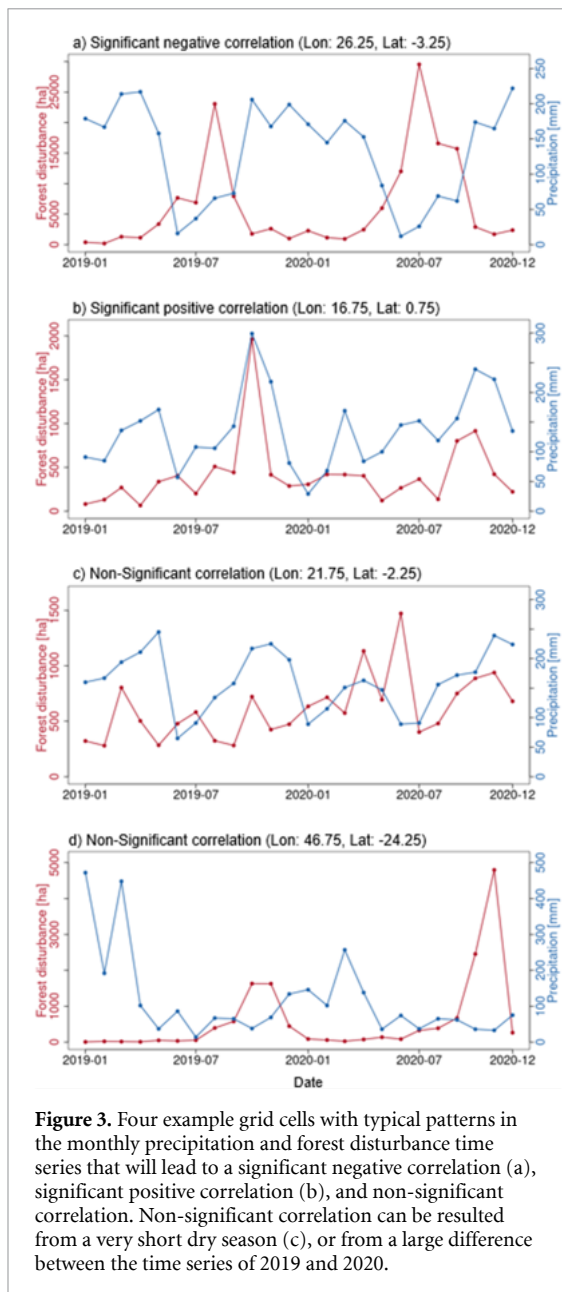 a) Significant negative correlation (Lon: 26.25, Lat: -3.25)
Forest disturbance [ha]
0 5000 15000 25000
Precipitation [mm]
0 50 100 150 200 250
2019-01 2019-07 2020-01 2020-07 2020-12
b) Significant positive correlation (Lon: 16.75, Lat: 0.75)
Forest disturbance [ha]
0 500 1000 1500 2000
Precipitation [mm]
0 50 100 200 300
2019-01 2019-07 2020-01 2020-07 2020-12
c) Non-Significant correlation (Lon: 21.75, Lat: -2.25)
Forest disturbance [ha]
0 500 1000 1500
Precipitation [mm]
0 50 100 200 300
2019-01 2019-07 2020-01 2020-07 2020-12
d) Non-Significant correlation (Lon: 46.75, Lat: -24.25)
Forest disturbance [ha]
0 1000 3000 5000
Precipitation [mm]
0 100 200 300 400 500
2019-01 2019-07 2020-01 2020-07 2020-12
Date
Figure 3. Four example grid cells with typical patterns in
the monthly precipitation and forest disturbance time
series that will lead to a significant negative correlation (a),
significant positive correlation (b), and non-significant
correlation. Non-significant correlation can be resulted
from a very short dry season (c), or from a large difference
between the time series of 2019 and 2020.